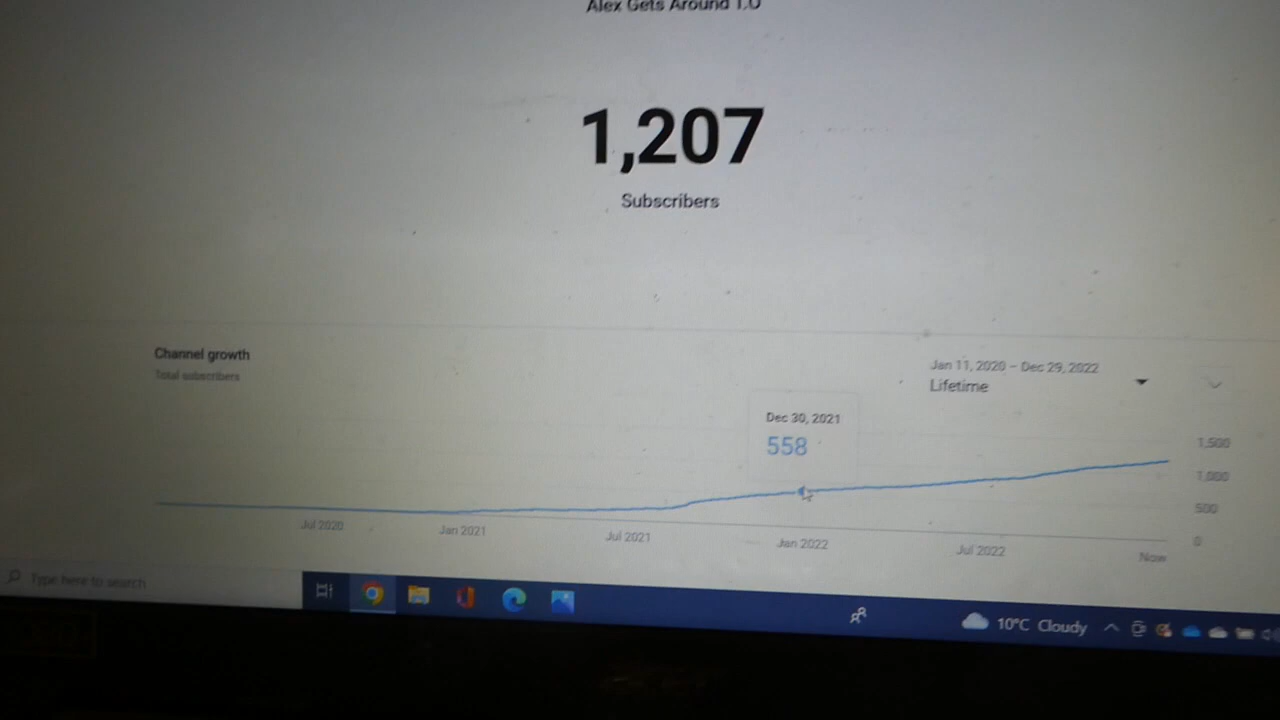 Alex Gets Around 1.0
1,207
Subscribers
Channel growth
Total subscribers
Jan 11, 2020 – Dec 29, 2022
Lifetime
Dec 30, 2021
558
1,500
1,000
500
0
Jul 2020
Jan 2021
Jul 2021
Jan 2022
Jul 2022
Now
Type here to search
10°C Cloudy